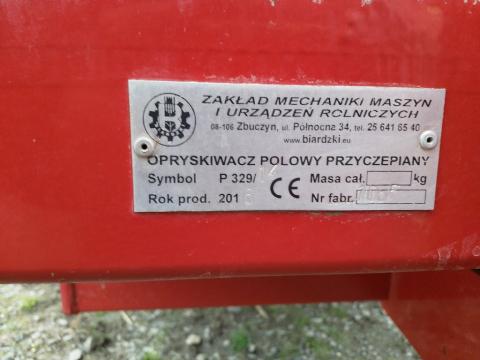 ZAKŁAD MECHANIKI MASZYN
I URZĄDZEŃ ROLNICZYCH
08-106 Zbuczyn, ul. Północna 34, tel. 25 641 65 40
www.biardzki.eu
OPRYSKIWACZ POLOWY PRZYCZEPIANY
Symbol P 329/ CE Masa cał. kg
Rok prod. 201 Nr fabr.